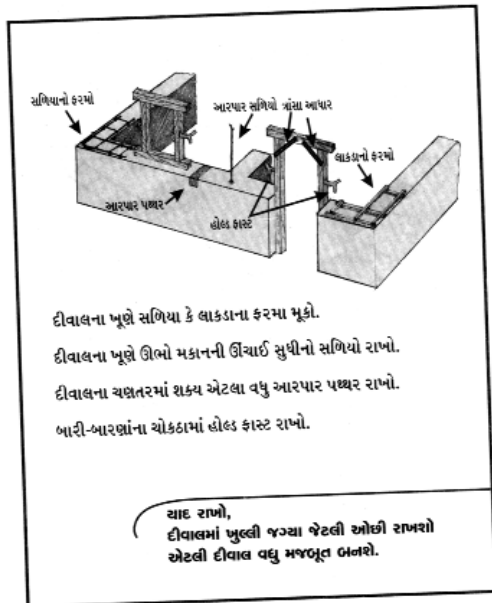 સળિયાનો ફરમો
આરપાર સળિયો ત્રાંસા આધાર
લાકડાનો ફરમો
આરપાર પથ્થર
હોલ્ડ ફાસ્ટ
દીવાલના ખૂણે સળિયા કે લાકડાના ફરમા મૂકો.
દીવાલના ખૂણે ઊભો મકાનની ઊંચાઈ સુધીનો સળિયો રાખો.
દીવાલના ચણતરમાં શક્ય એટલા વધુ આરપાર પથ્થર રાખો.
બારી-બારણાંના ચોકઠામાં હોલ્ડ ફાસ્ટ રાખો.
યાદ રાખો,
દીવાલમાં ખુલ્લી જગ્યા જેટલી ઓછી રાખશો
એટલી દીવાલ વધુ મજબૂત બનશે.